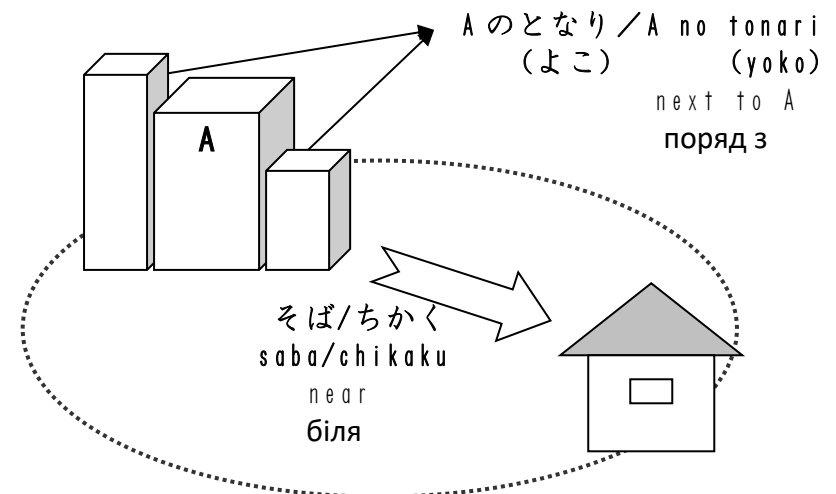 Aのとなり/A no tonari
(よこ) (yoko)
next to A
поряд з
A
そば/ちかく
saba/chikaku
near
біля